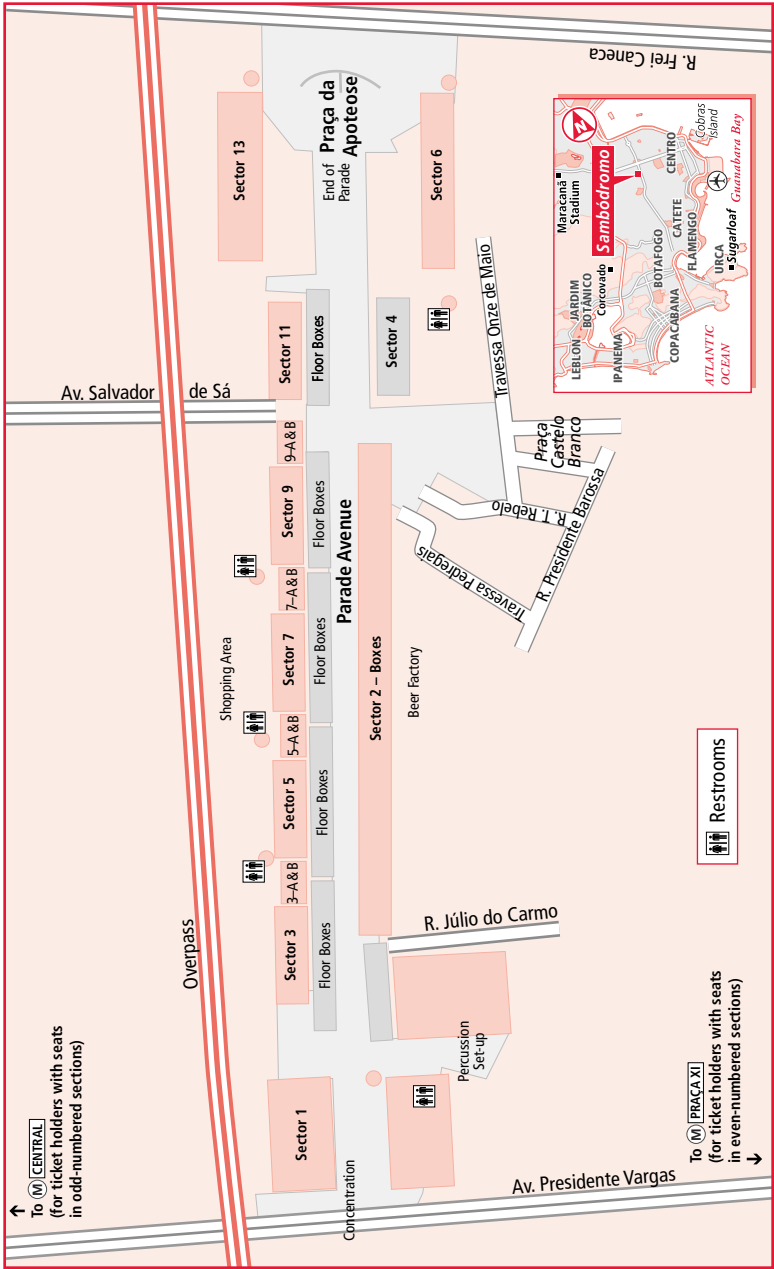 ↑
To M CENTRAL
(for ticket holders with seats
in odd-numbered sections)
Overpass
Shopping Area
Av. Salvador
de Sá
Sector 1
Sector 3
3–A & B
Sector 5
5–A & B
Sector 7
7–A & B
Sector 9
9–A & B
Sector 11
Sector 13
Floor Boxes
Floor Boxes
Floor Boxes
Floor Boxes
Floor Boxes
Concentration
Parade Avenue
End of
Parade
Praça da
Apoteose
Sector 2 – Boxes
Sector 4
Sector 6
Percussion
Set-up
Beer Factory
R. Júlio do Carmo
Travessa Pedregais
R. T. Rebelo
Travessa Onze de Maio
Praça
Castelo
Branco
R. Presidente Barossa
R. Frei Caneca
Av. Presidente Vargas
To M PRAÇA XI
(for ticket holders with seats
in even-numbered sections)
↓
Restrooms
N
Maracanã
Stadium
Sambódromo
Cobras
Island
CENTRO
LEBLON
JARDIM
BOTÂNICO
Corcovado
CATETE
FLAMENGO
BOTAFOGO
Guanabara Bay
IPANEMA
COPACABANA
URCA
Sugarloaf
ATLANTIC
OCEAN